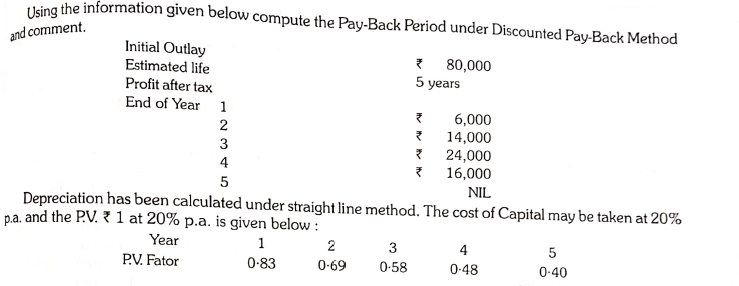 Using the information given below compute the Pay-Back Period under Discounted Pay-Back Method
and comment.
Initial Outlay ₹ 80,000
Estimated life 5 years
Profit after tax
End of Year 1 ₹ 6,000
2 ₹ 14,000
3 ₹ 24,000
4 ₹ 16,000
5 NIL
Depreciation has been calculated under straight line method. The cost of Capital may be taken at 20%
p.a. and the P.V. ₹ 1 at 20% p.a. is given below :
Year 1 2 3 4 5
P.V. Fator 0·83 0·69 0·58 0·48 0·40